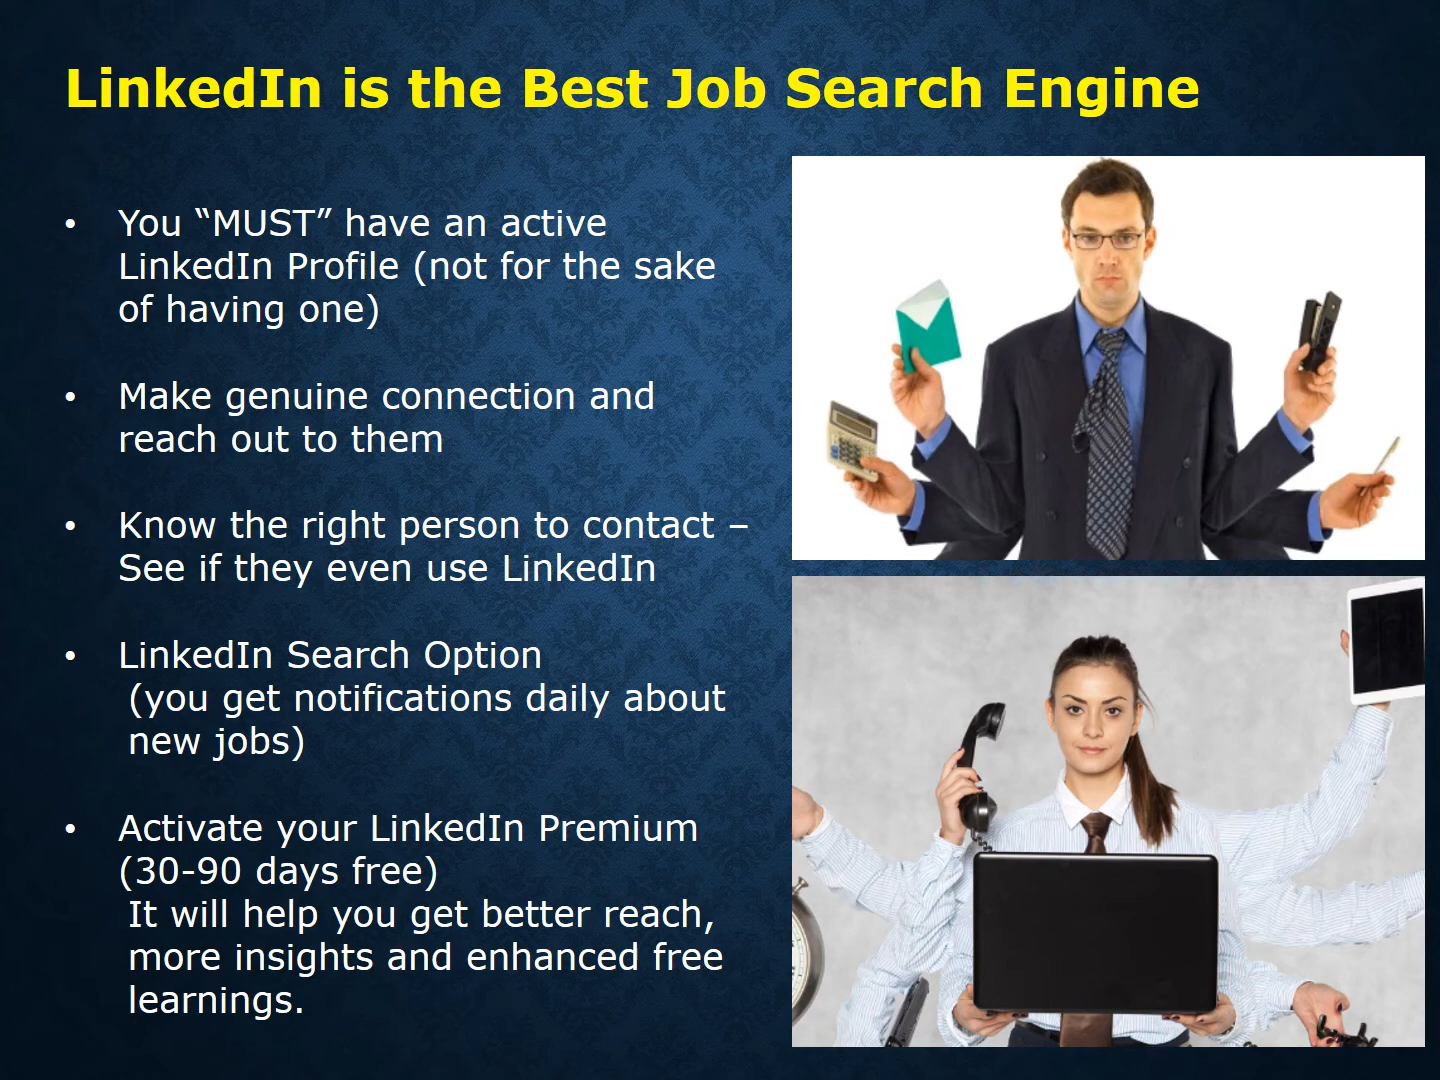 LinkedIn is the Best Job Search Engine
• You “MUST” have an active
LinkedIn Profile (not for the sake
of having one)
• Make genuine connection and
reach out to them
• Know the right person to contact –
See if they even use LinkedIn
• LinkedIn Search Option
(you get notifications daily about
new jobs)
• Activate your LinkedIn Premium
(30-90 days free)
It will help you get better reach,
more insights and enhanced free
learnings.